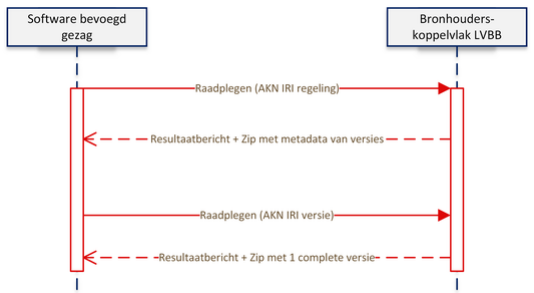 Software bevoegd
gezag
Bronhouders-
koppelvlak LVBB
Raadplegen (AKN IRI regeling)
Resultaatbericht + Zip met metadata van versies
Raadplegen (AKN IRI versie)
Resultaatbericht + Zip met 1 complete versie